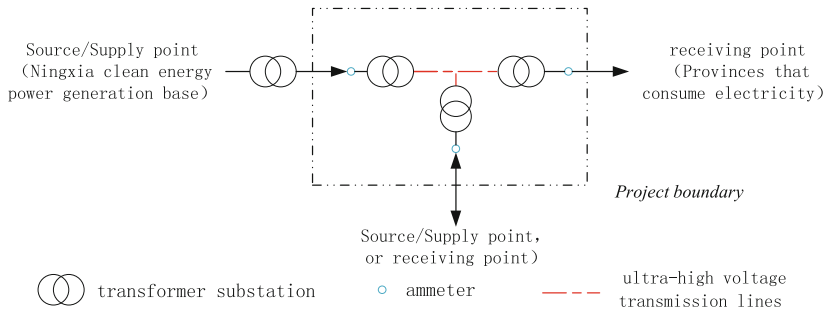 Source/Supply point
(Ningxia clean energy
power generation base)
receiving point
(Provinces that
consume electricity)
Project boundary
Source/Supply point,
or receiving point)
transformer substation
ammeter
ultra-high voltage
transmission lines